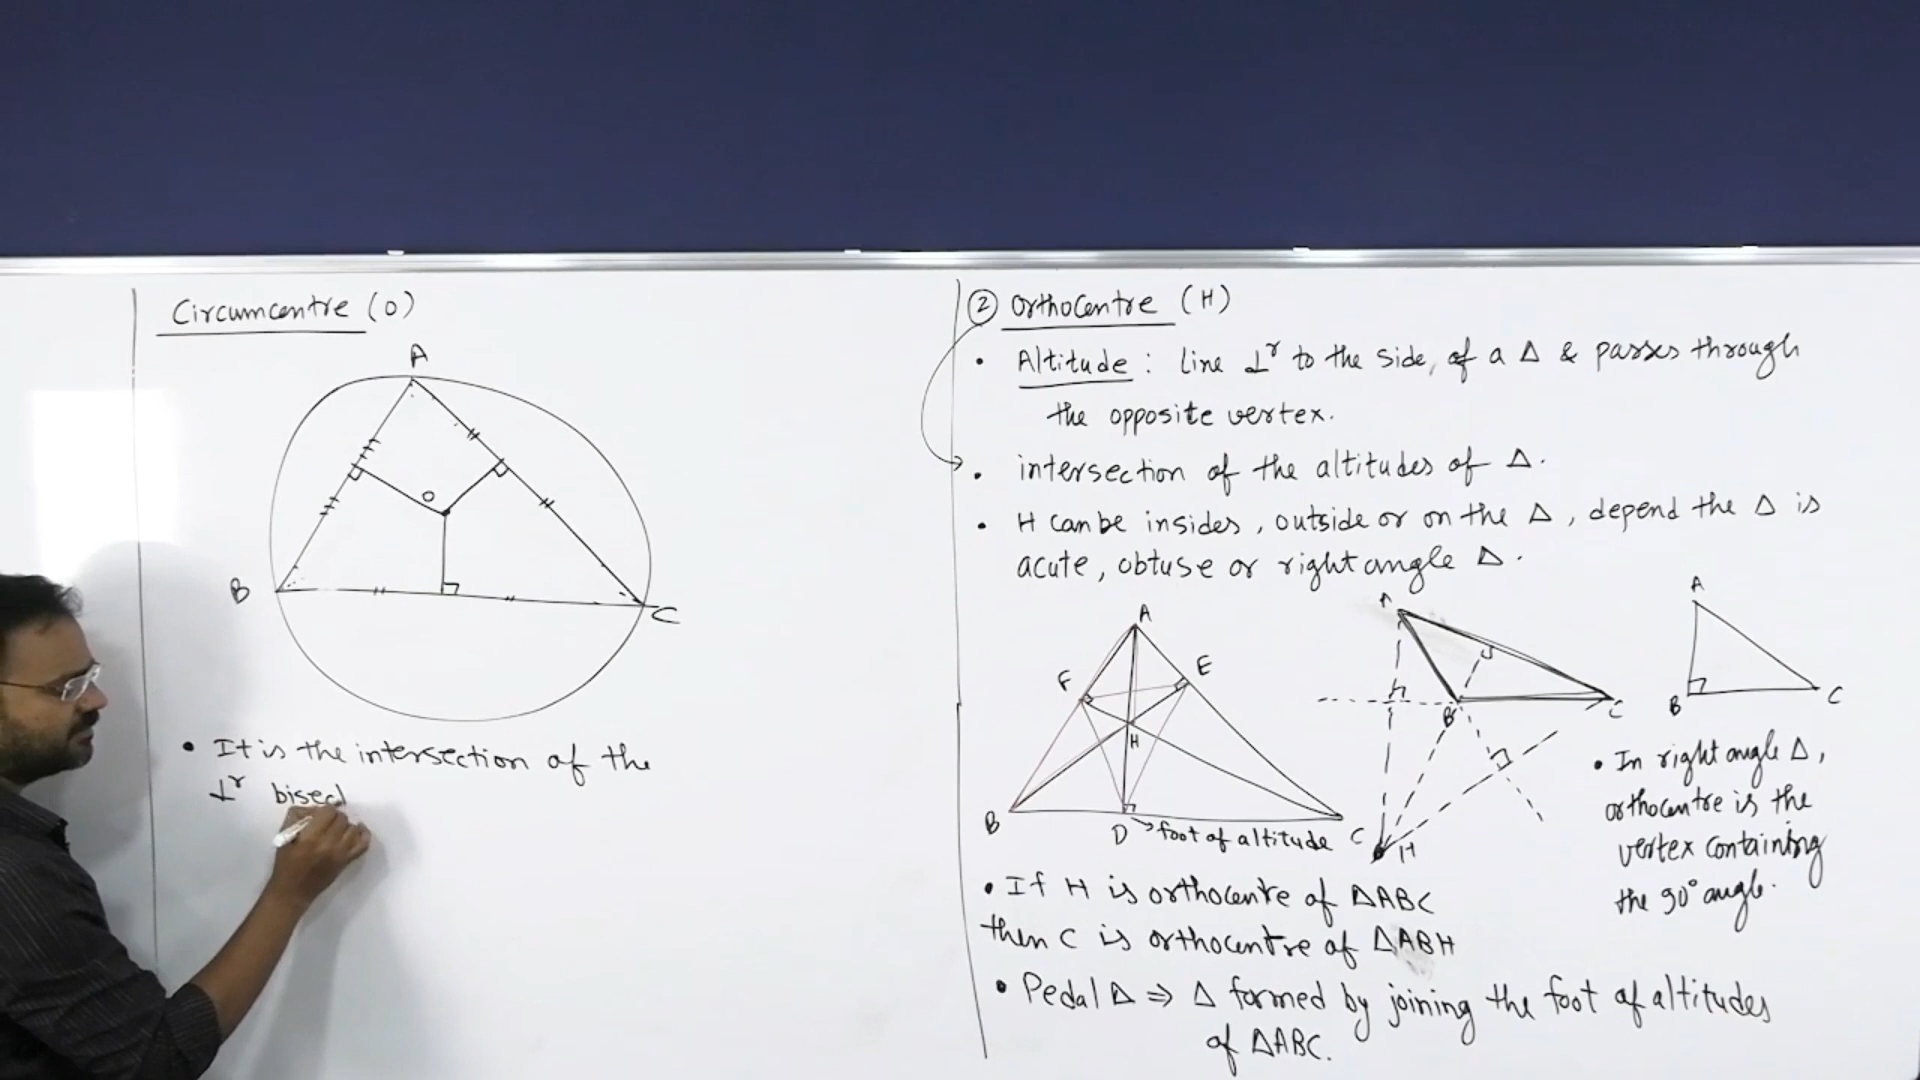 Circumcentre (O)
A
O
B
C
• It is the intersection of the
⊥r bisect
② Orthocentre (H)
• Altitude : line ⊥r to the side, of a Δ & passes through
the opposite vertex.
• intersection of the altitudes of Δ.
• H can be insides, outside or on the Δ, depend the Δ is
acute, obtuse or right angle Δ.
A
F
E
H
B
D → foot of altitude
C
A
B
C
H
A
B
C
• In right angle Δ,
orthocentre is the
vertex containing
the 90° angle.
• If H is orthocentre of ΔABC
then C is orthocentre of ΔABH
• Pedal Δ ⇒ Δ formed by joining the foot of altitudes
of ΔABC.